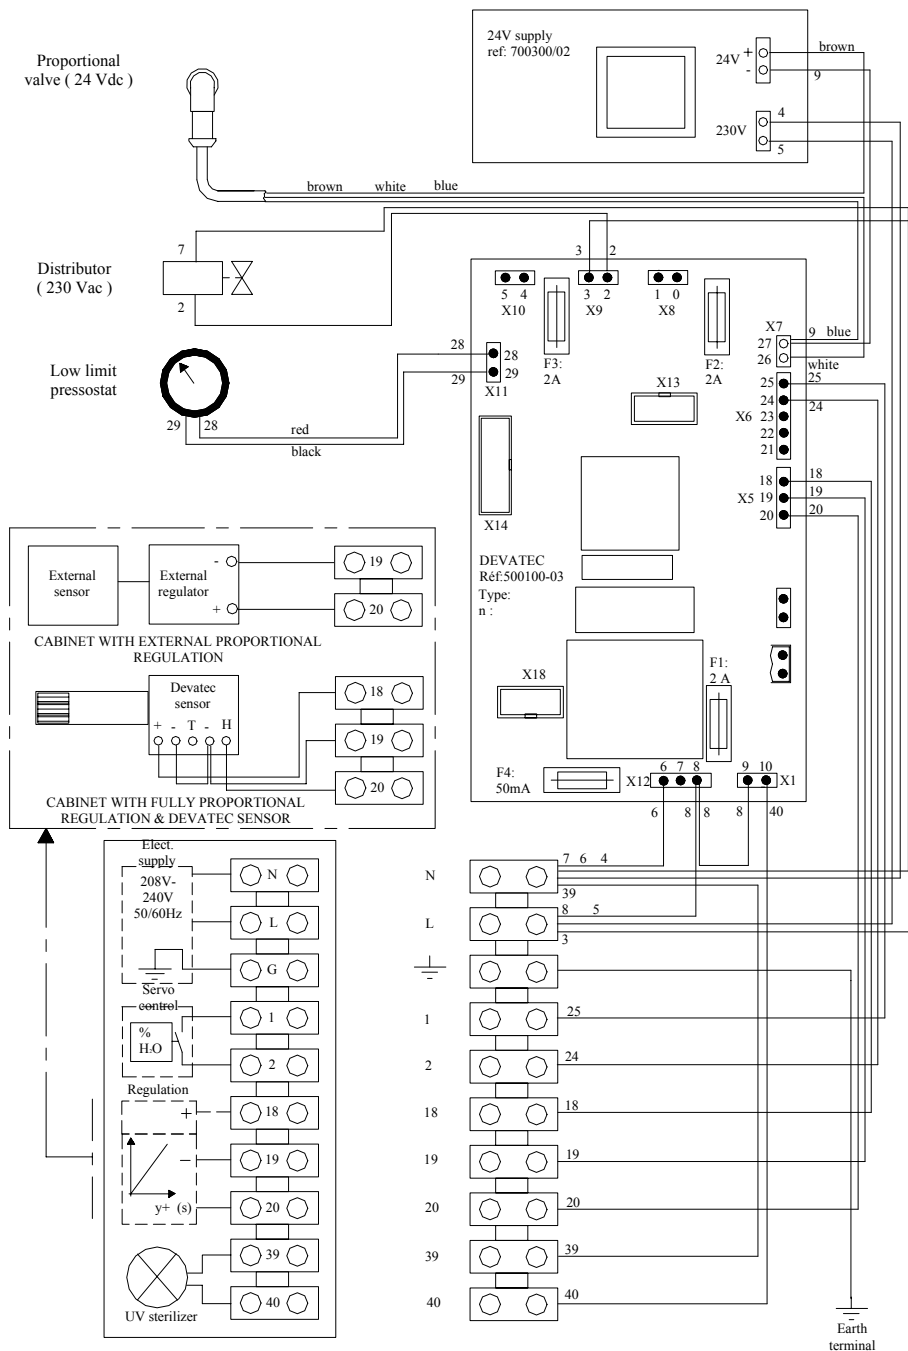 Proportional
valve ( 24 Vdc )
24V supply
ref: 700300/02
24V
+
-
brown
9
230V
4
5
brown white blue
7
Distributor
( 230 Vac )
2
3 2
5 4
X10
3 2
X9
1 0
X8
F3:
2A
F2:
2A
X7
27
26
9 blue
white
Low limit
pressostat
28
29
28
29
X11
X13
25
24
X6 23
22
21
25
24
29 28
red
black
X14
18
X5 19
20
18
19
20
External
sensor
External
regulator
-
+
19
20
CABINET WITH EXTERNAL PROPORTIONAL
REGULATION
DEVATEC
Réf:500100-03
Type:
n :
Devatec
sensor
+ - T - H
18
19
20
CABINET WITH FULLY PROPORTIONAL
REGULATION & DEVATEC SENSOR
X18
F1:
2 A
F4:
50mA
X12
6 7 8
9 10
X1
6 8 8 8 40
Elect.
supply
208V-
240V
50/60Hz
N
L
G
Servo
control
%
H2O
1
2
Regulation
+
18
−
19
y+ (s)
20
39
40
UV sterilizer
N
7 6 4
39
L
8 5
3
1
25
2
24
18
18
19
19
20
20
39
39
40
40
Earth
terminal